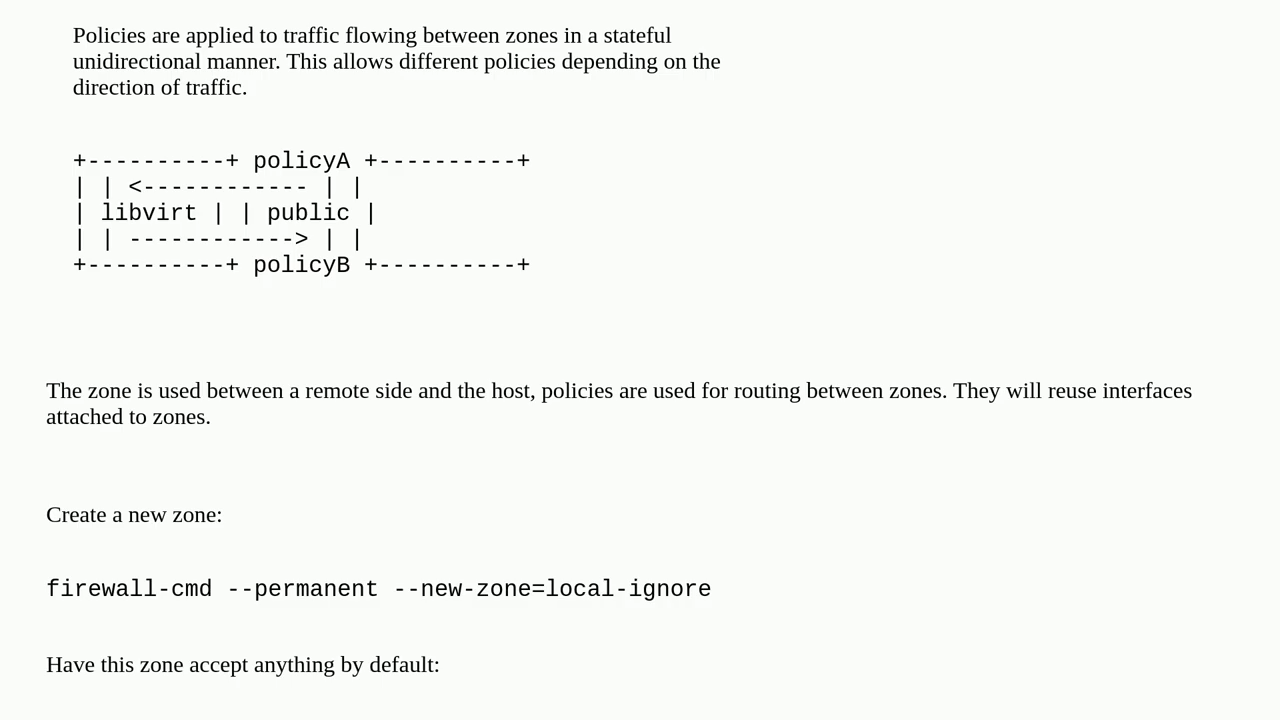 Policies are applied to traffic flowing between zones in a stateful
unidirectional manner. This allows different policies depending on the
direction of traffic.
+----------+ policyA +----------+
| | <------------ | |
| libvirt | | public |
| | ------------> | |
+----------+ policyB +----------+
The zone is used between a remote side and the host, policies are used for routing between zones. They will reuse interfaces
attached to zones.
Create a new zone:
firewall-cmd --permanent --new-zone=local-ignore
Have this zone accept anything by default: